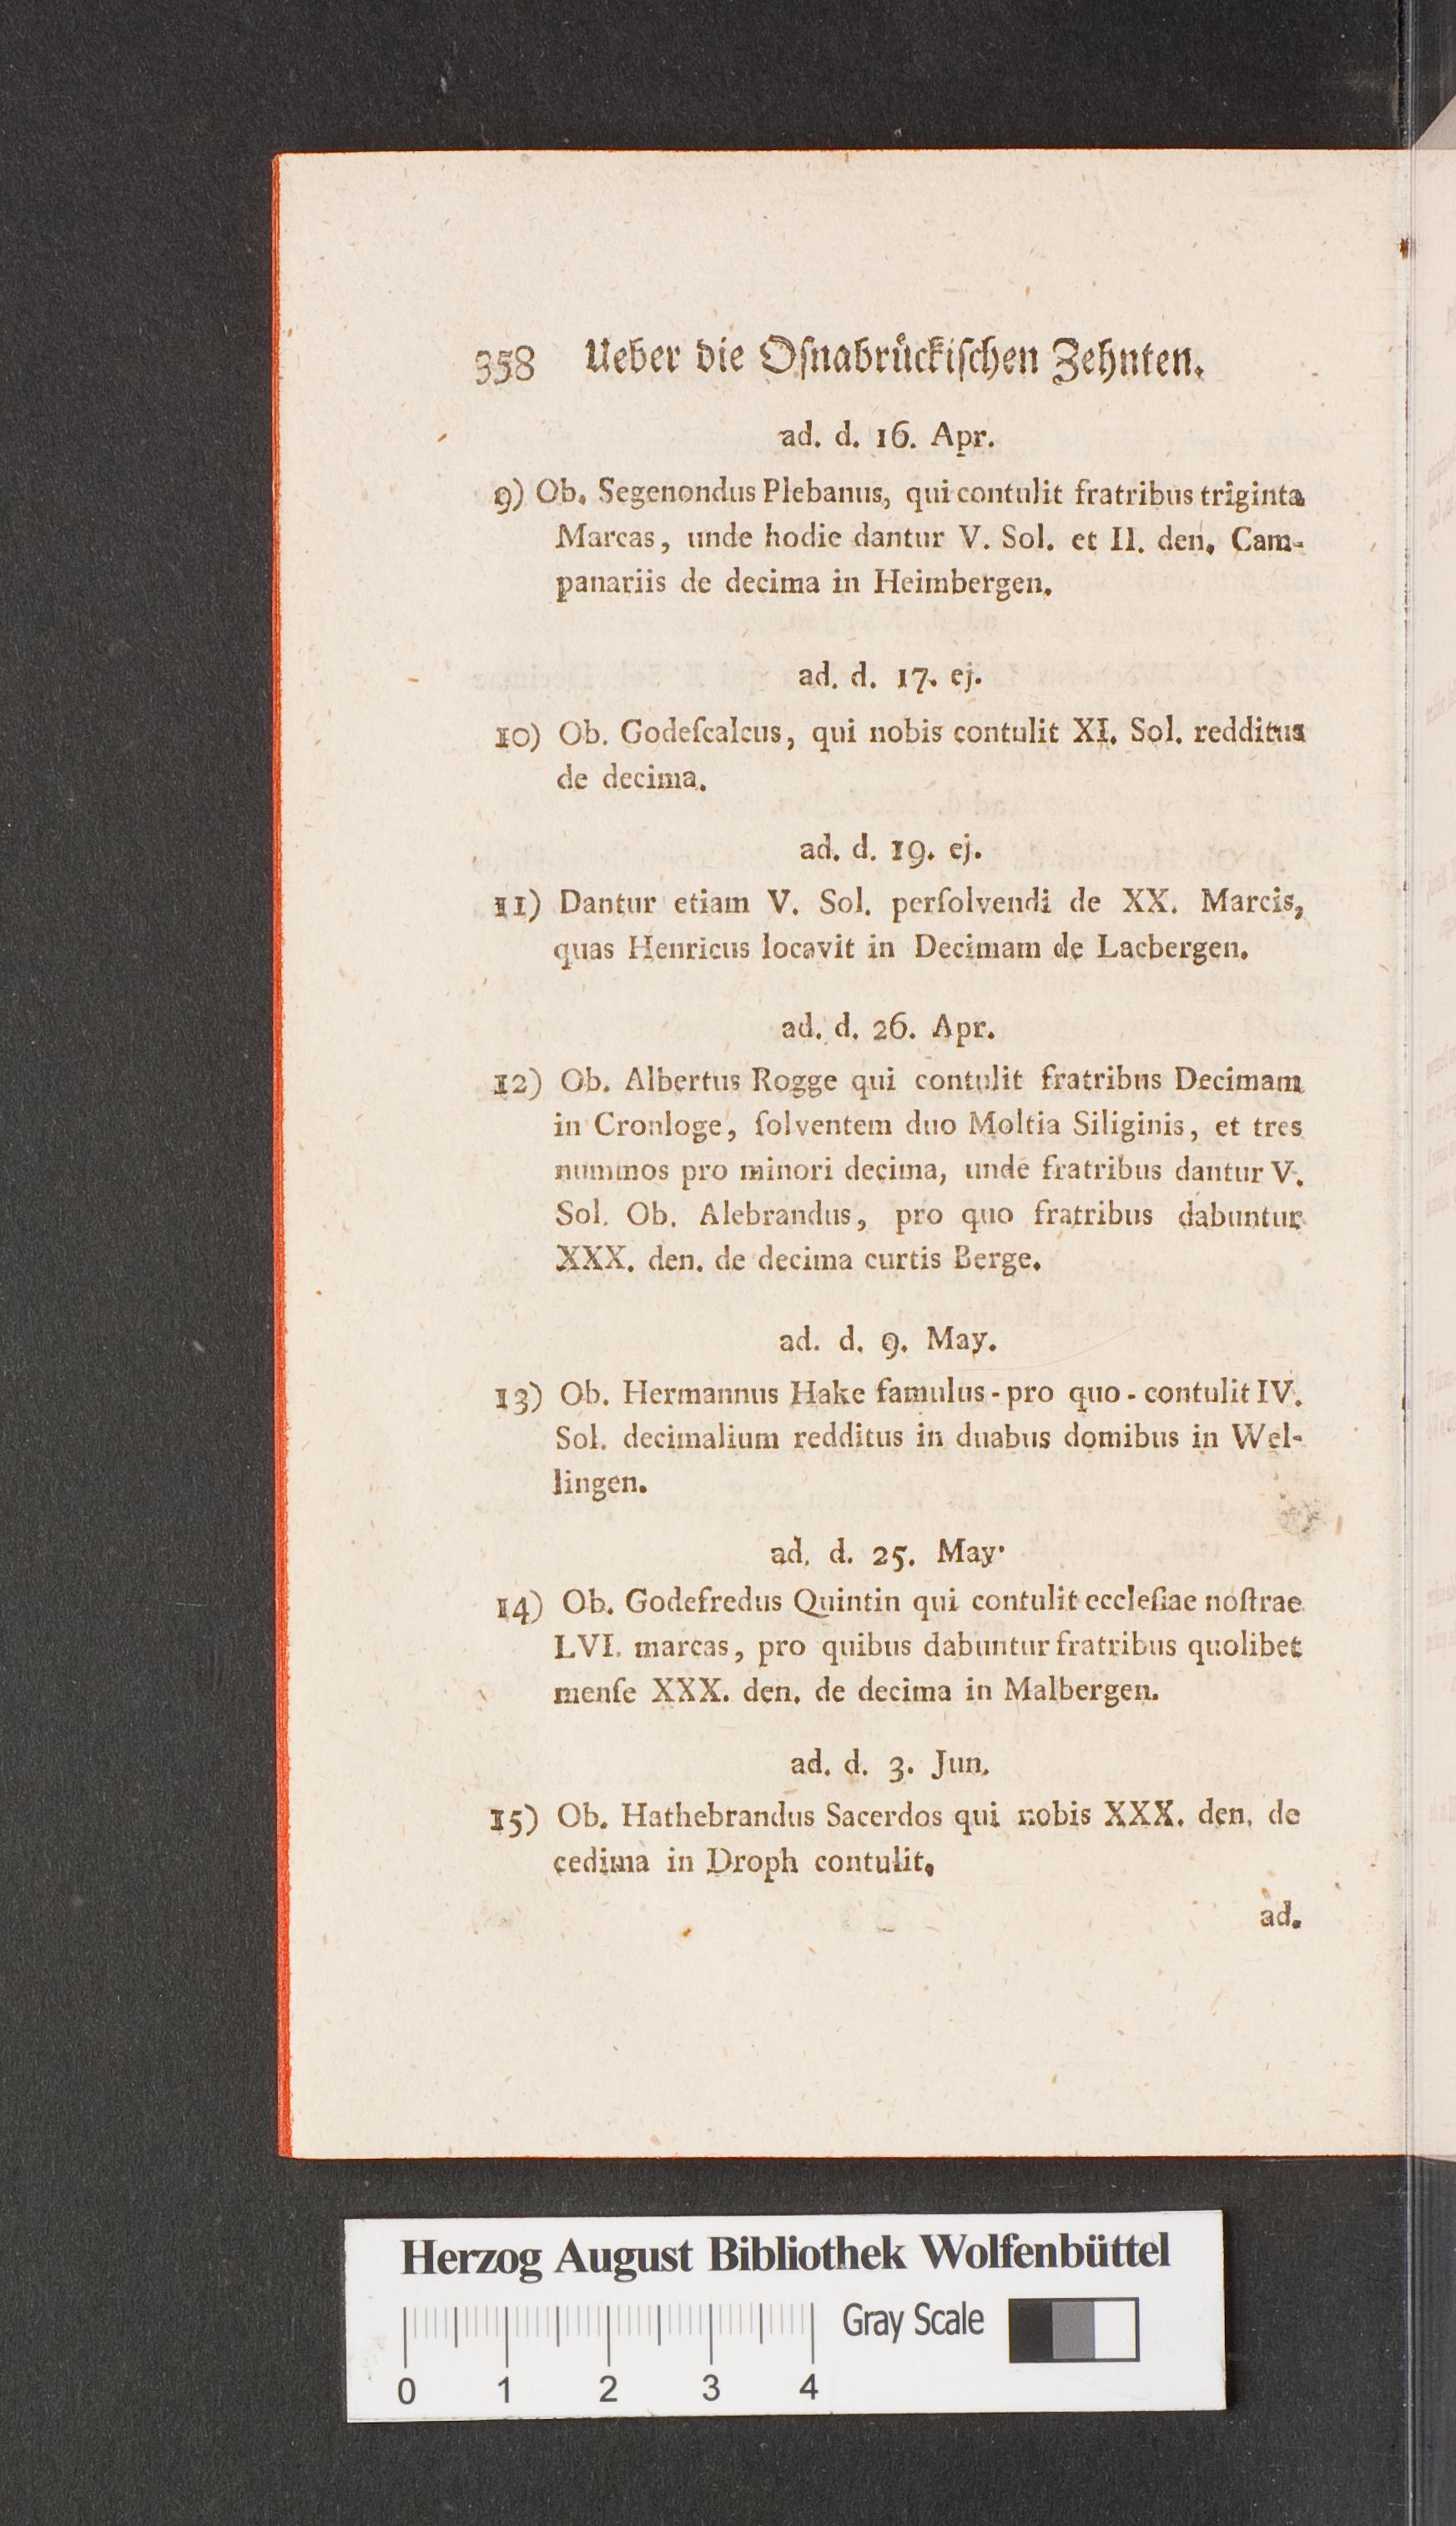 358 Ueber die Oſnabrückiſchen Zehnten.
ad. d. 16. Apr.
9) Ob. Segenondus Plebanus, qui contulit fratribus triginta
Marcas, unde hodie dantur V. Sol. et II. den. Cam-
panariis de decima in Heimbergen.
ad. d. 17. ej.
10) Ob. Godeſcalcus, qui nobis contulit XI. Sol. redditus
de decima.
ad. d. 19. ej.
11) Dantur etiam V. Sol. perſolvendi de XX. Marcis,
quas Henricus locavit in Decimam de Lacbergen.
ad. d. 26. Apr.
12) Ob. Albertus Rogge qui contulit fratribus Decimam
in Cronloge, ſolventem duo Moltia Siliginis, et tres
nummos pro minori decima, unde fratribus dantur V.
Sol. Ob. Alebrandus, pro quo fratribus dabuntur
XXX. den. de decima curtis Berge.
ad. d. 9. May.
13) Ob. Hermannus Hake famulus - pro quo - contulit IV.
Sol. decimalium redditus in duabus domibus in Wel-
lingen.
ad. d. 25. May.
14) Ob. Godefredus Quintin qui contulit eccleſiae noſtrae
LVI. marcas, pro quibus dabuntur fratribus quolibet
menſe XXX. den. de decima in Malbergen.
ad. d. 3. Jun.
15) Ob. Hathebrandus Sacerdos qui nobis XXX. den. de
cedima in Droph contulit.
ad.
Herzog August Bibliothek Wolfenbüttel
Gray Scale
0 1 2 3 4